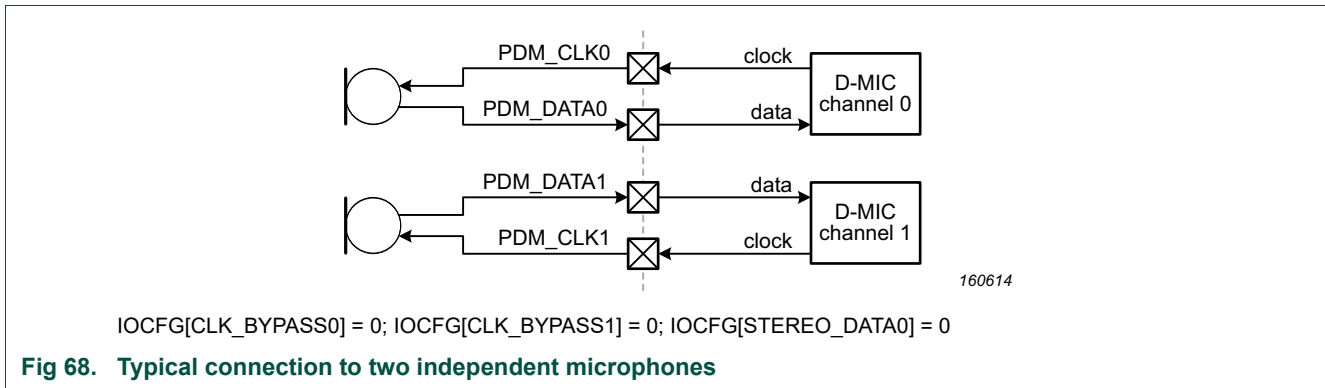 PDM_CLK0
clock
D-MIC
channel 0
PDM_DATA0
data
PDM_DATA1
data
D-MIC
channel 1
PDM_CLK1
clock
160614
IOCFG[CLK_BYPASS0] = 0; IOCFG[CLK_BYPASS1] = 0; IOCFG[STEREO_DATA0] = 0
Fig 68. Typical connection to two independent microphones